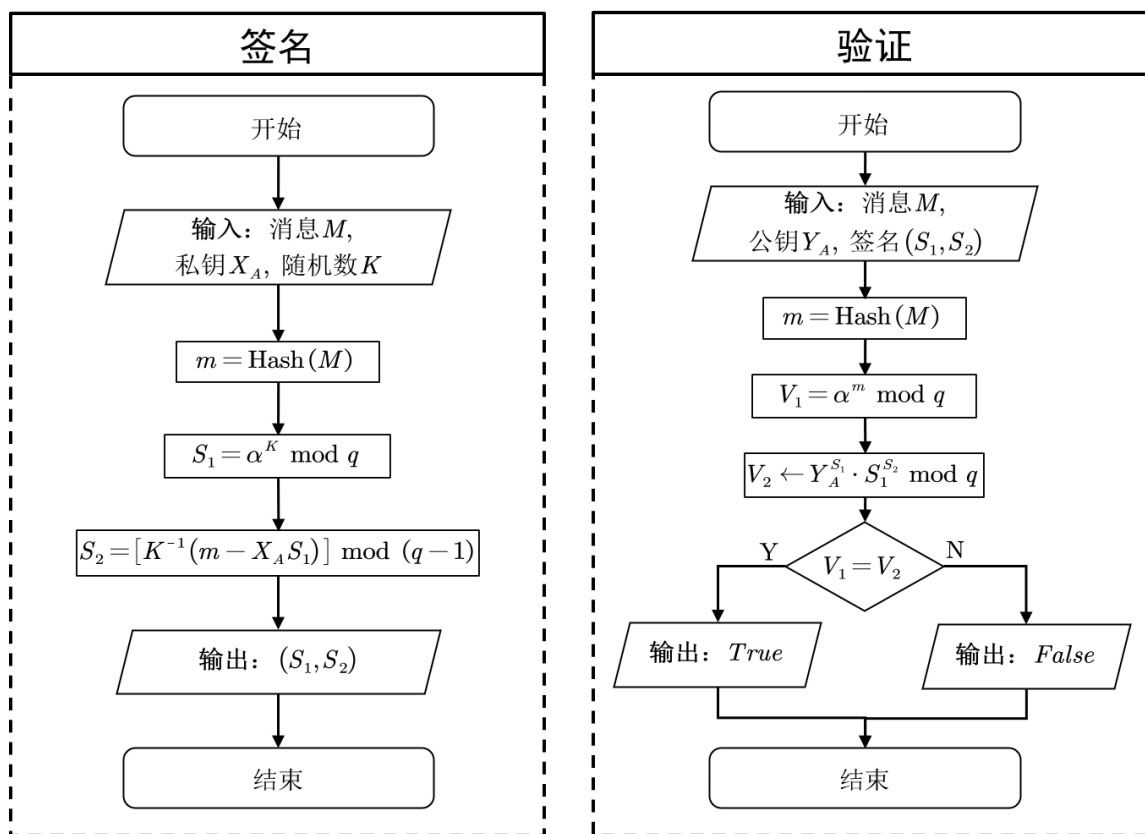 签名
开始
输入：消息M,
私钥X_A, 随机数K
m = Hash(M)
S_1 = α^K mod q
S_2 = [K^{-1}(m − X_A S_1)] mod (q − 1)
输出：(S_1, S_2)
结束
验证
开始
输入：消息M,
公钥Y_A, 签名(S_1, S_2)
m = Hash(M)
V_1 = α^m mod q
V_2 ← Y_A^{S_1} · S_1^{S_2} mod q
V_1 = V_2
Y
N
输出：True
输出：False
结束